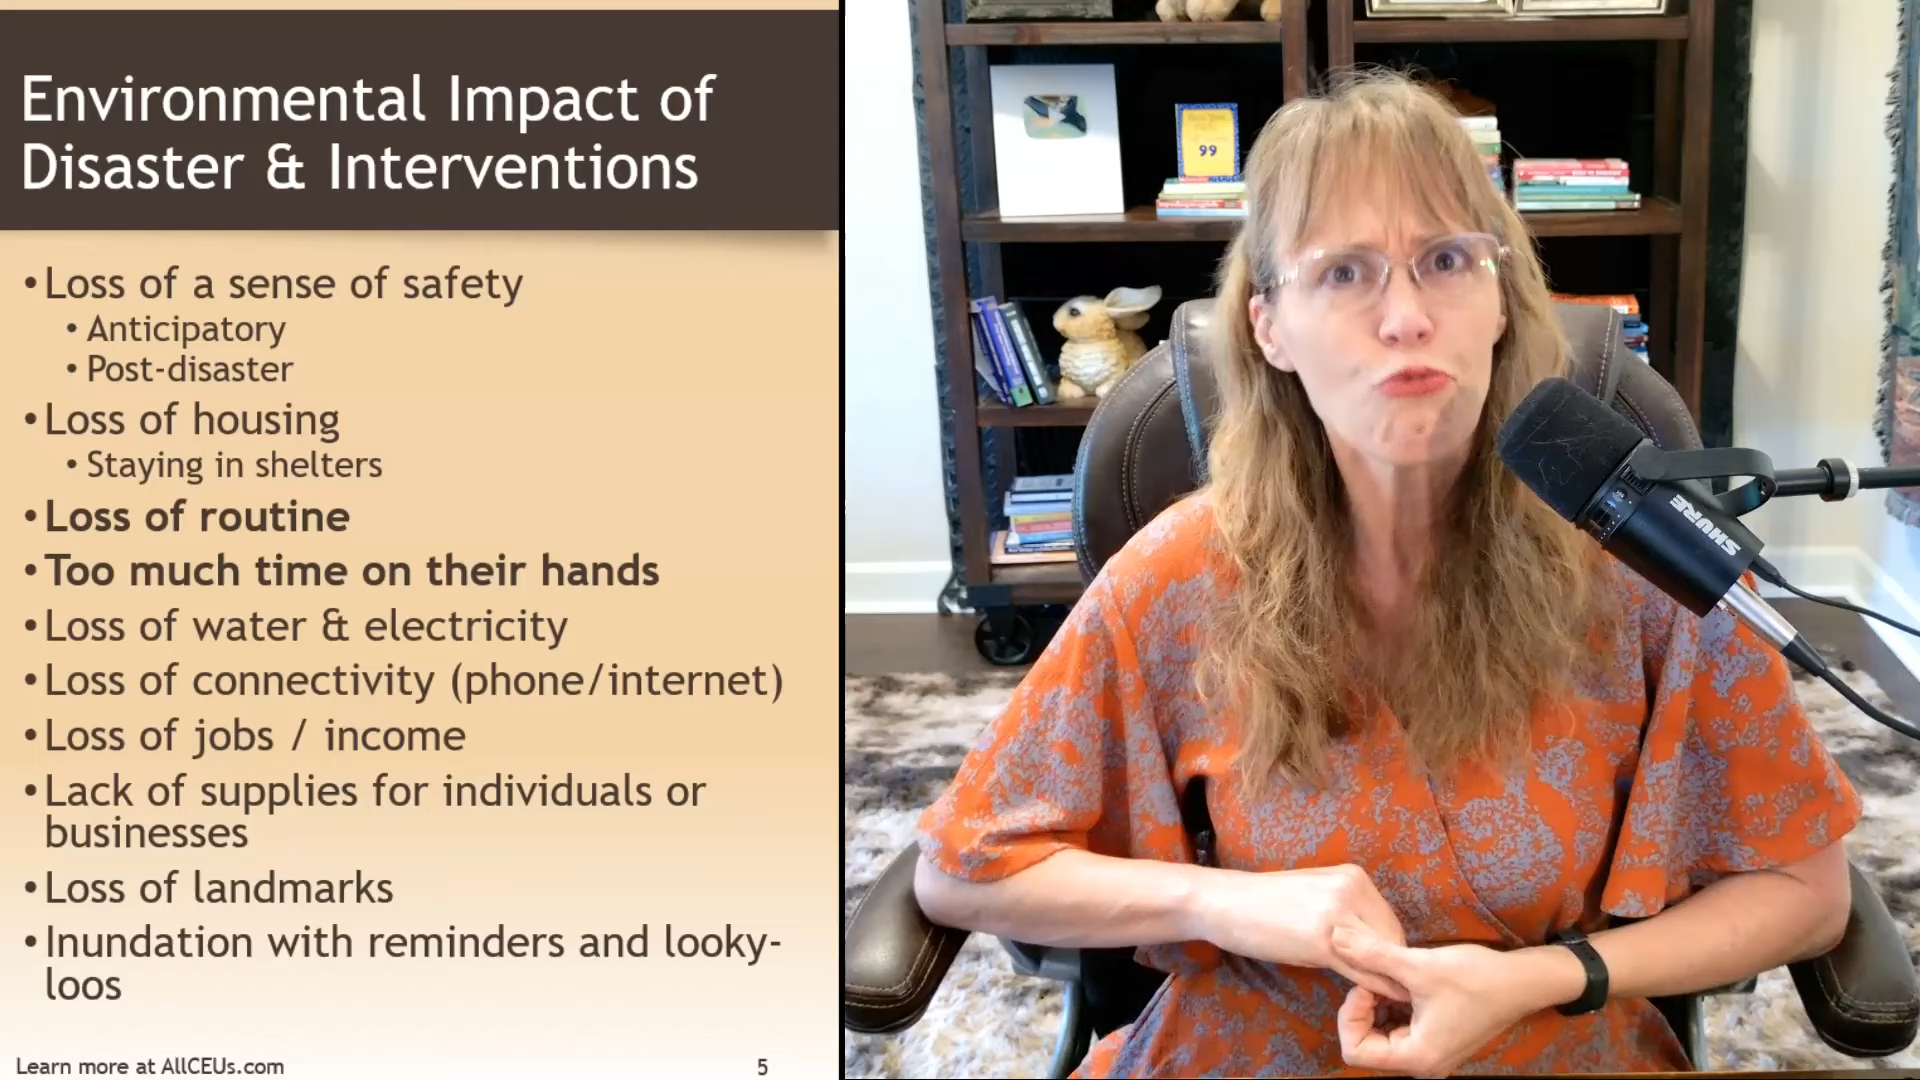 Environmental Impact of
Disaster & Interventions
• Loss of a sense of safety
• Anticipatory
• Post-disaster
• Loss of housing
• Staying in shelters
• Loss of routine
• Too much time on their hands
• Loss of water & electricity
• Loss of connectivity (phone/internet)
• Loss of jobs / income
• Lack of supplies for individuals or
businesses
• Loss of landmarks
• Inundation with reminders and looky-
loos
Learn more at AllCEUs.com
5
99
SHURE